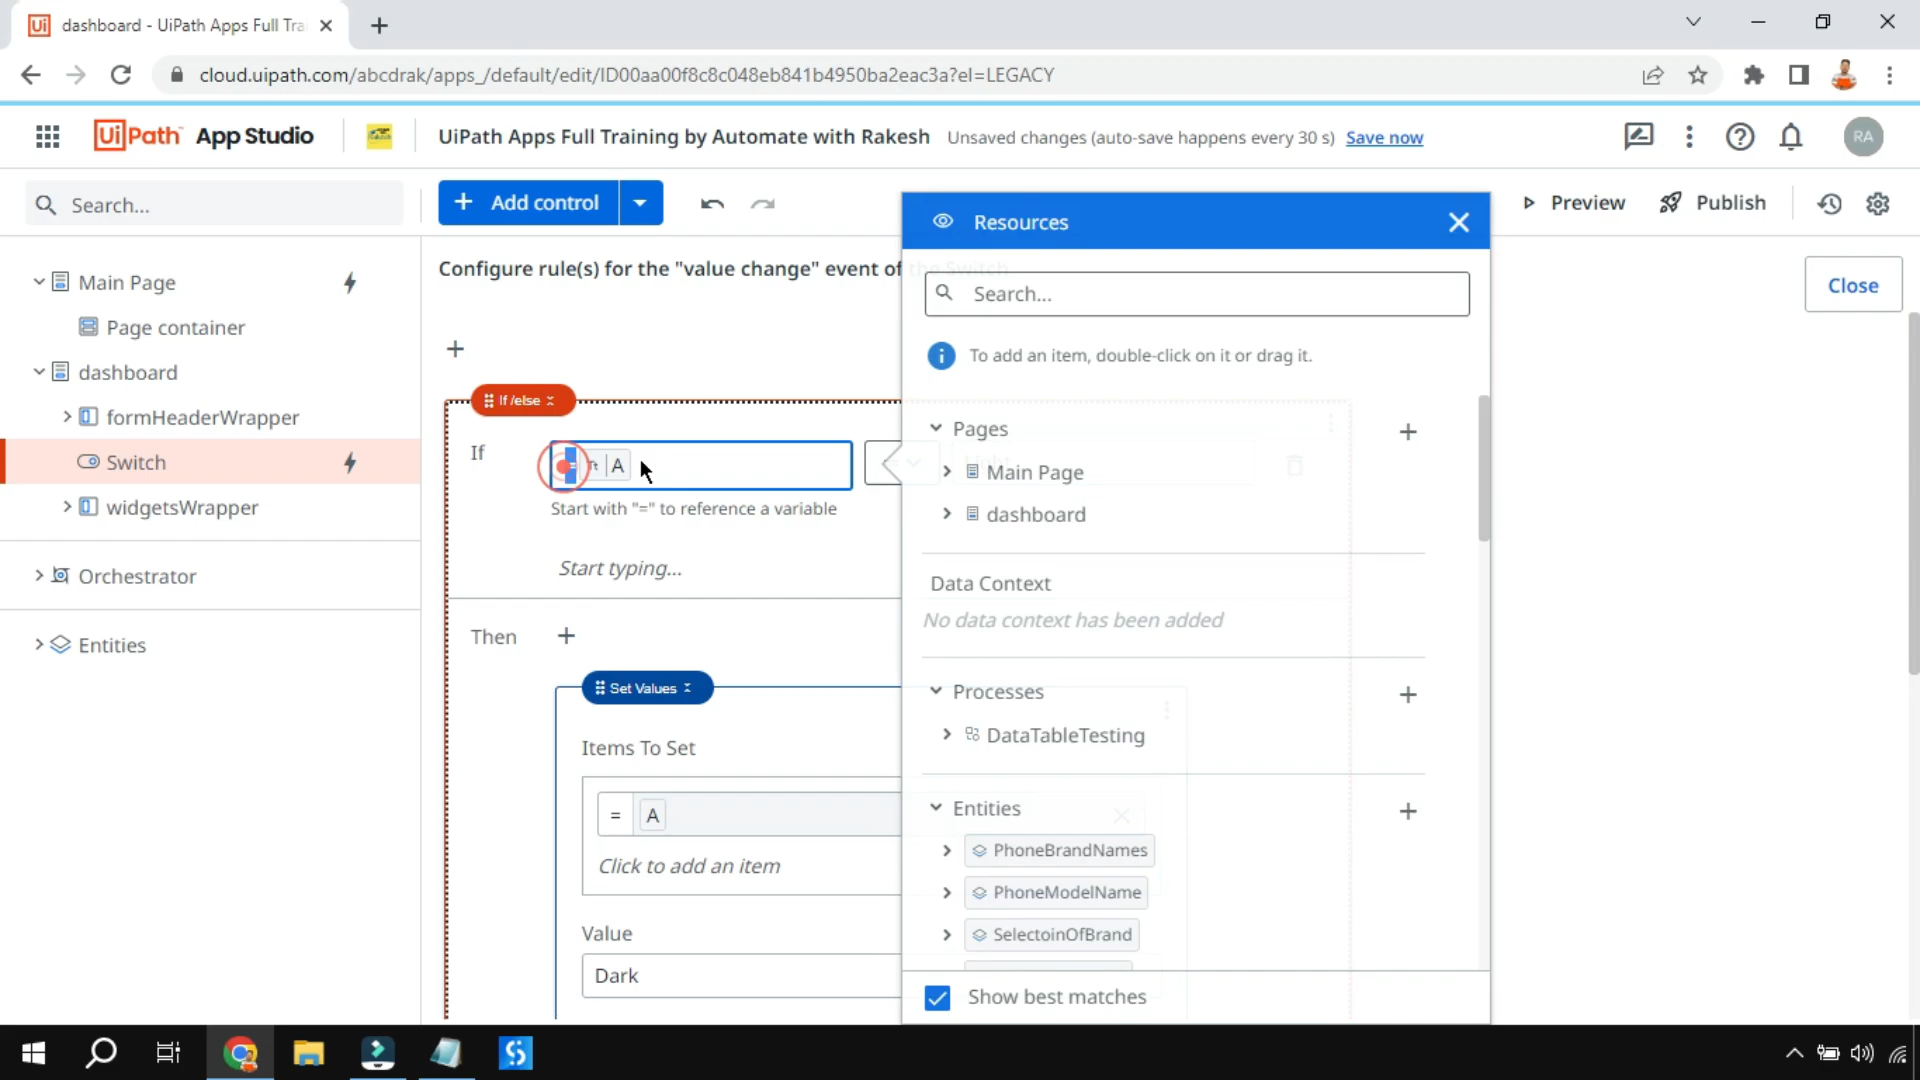 dashboard - UiPath Apps Full Tra
cloud.uipath.com/abcdrak/apps_/default/edit/ID00aa00f8c8c048eb841b4950ba2eac3a?el=LEGACY
UiPath App Studio
UiPath Apps Full Training by Automate with Rakesh
Unsaved changes (auto-save happens every 30 s) Save now
RA
Search...
Add control
Preview
Publish
Resources
Main Page
Page container
dashboard
formHeaderWrapper
Switch
widgetsWrapper
Orchestrator
Entities
Configure rule(s) for the "value change" event of the Switch
Close
If /else
If
= Tt A
Start with "=" to reference a variable
Start typing...
Then
Set Values
Items To Set
= A
Click to add an item
Value
Dark
Search...
To add an item, double-click on it or drag it.
Pages
Main Page
dashboard
Data Context
No data context has been added
Processes
DataTableTesting
Entities
PhoneBrandNames
PhoneModelName
SelectoinOfBrand
Show best matches